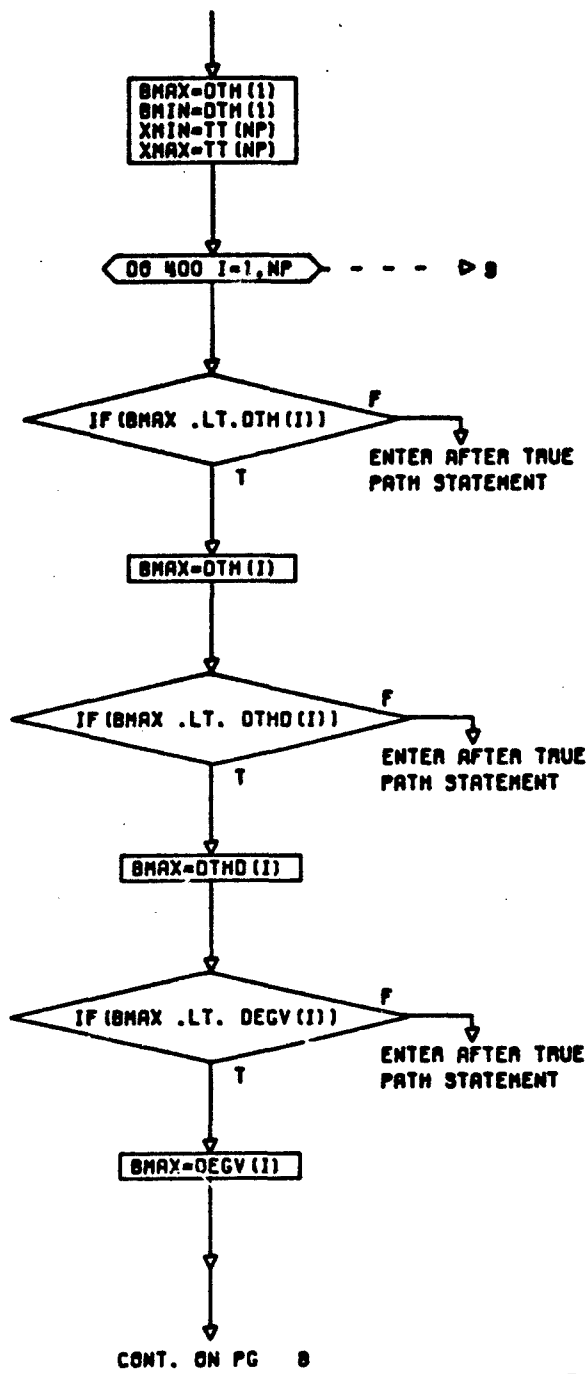 BMAX=DTH(1)
BMIN=DTH(1)
XMIN=TT(NP)
XMAX=TT(NP)
DO 400 I=1,NP
F
IF(BMAX .LT.DTH(I))
ENTER AFTER TRUE
PATH STATEMENT
T
BMAX=DTH(I)
F
IF(BMAX .LT. DTHD(I))
ENTER AFTER TRUE
PATH STATEMENT
T
BMAX=DTHD(I)
F
IF(BMAX .LT. DEGV(I))
ENTER AFTER TRUE
PATH STATEMENT
T
BMAX=DEGV(I)
CONT. ON PG 8